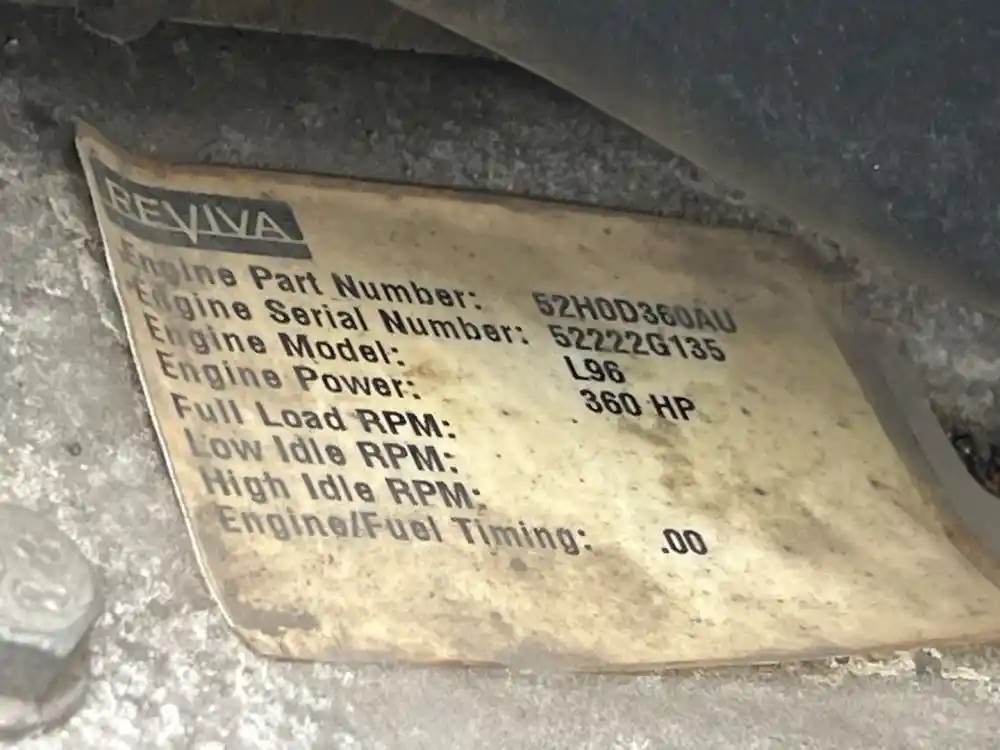 REVIVA
Engine Part Number: 52H0D360AU
Engine Serial Number: 52222G135
Engine Model: L96
Engine Power: 360 HP
Full Load RPM:
Low Idle RPM:
High Idle RPM:
Engine/Fuel Timing: .00